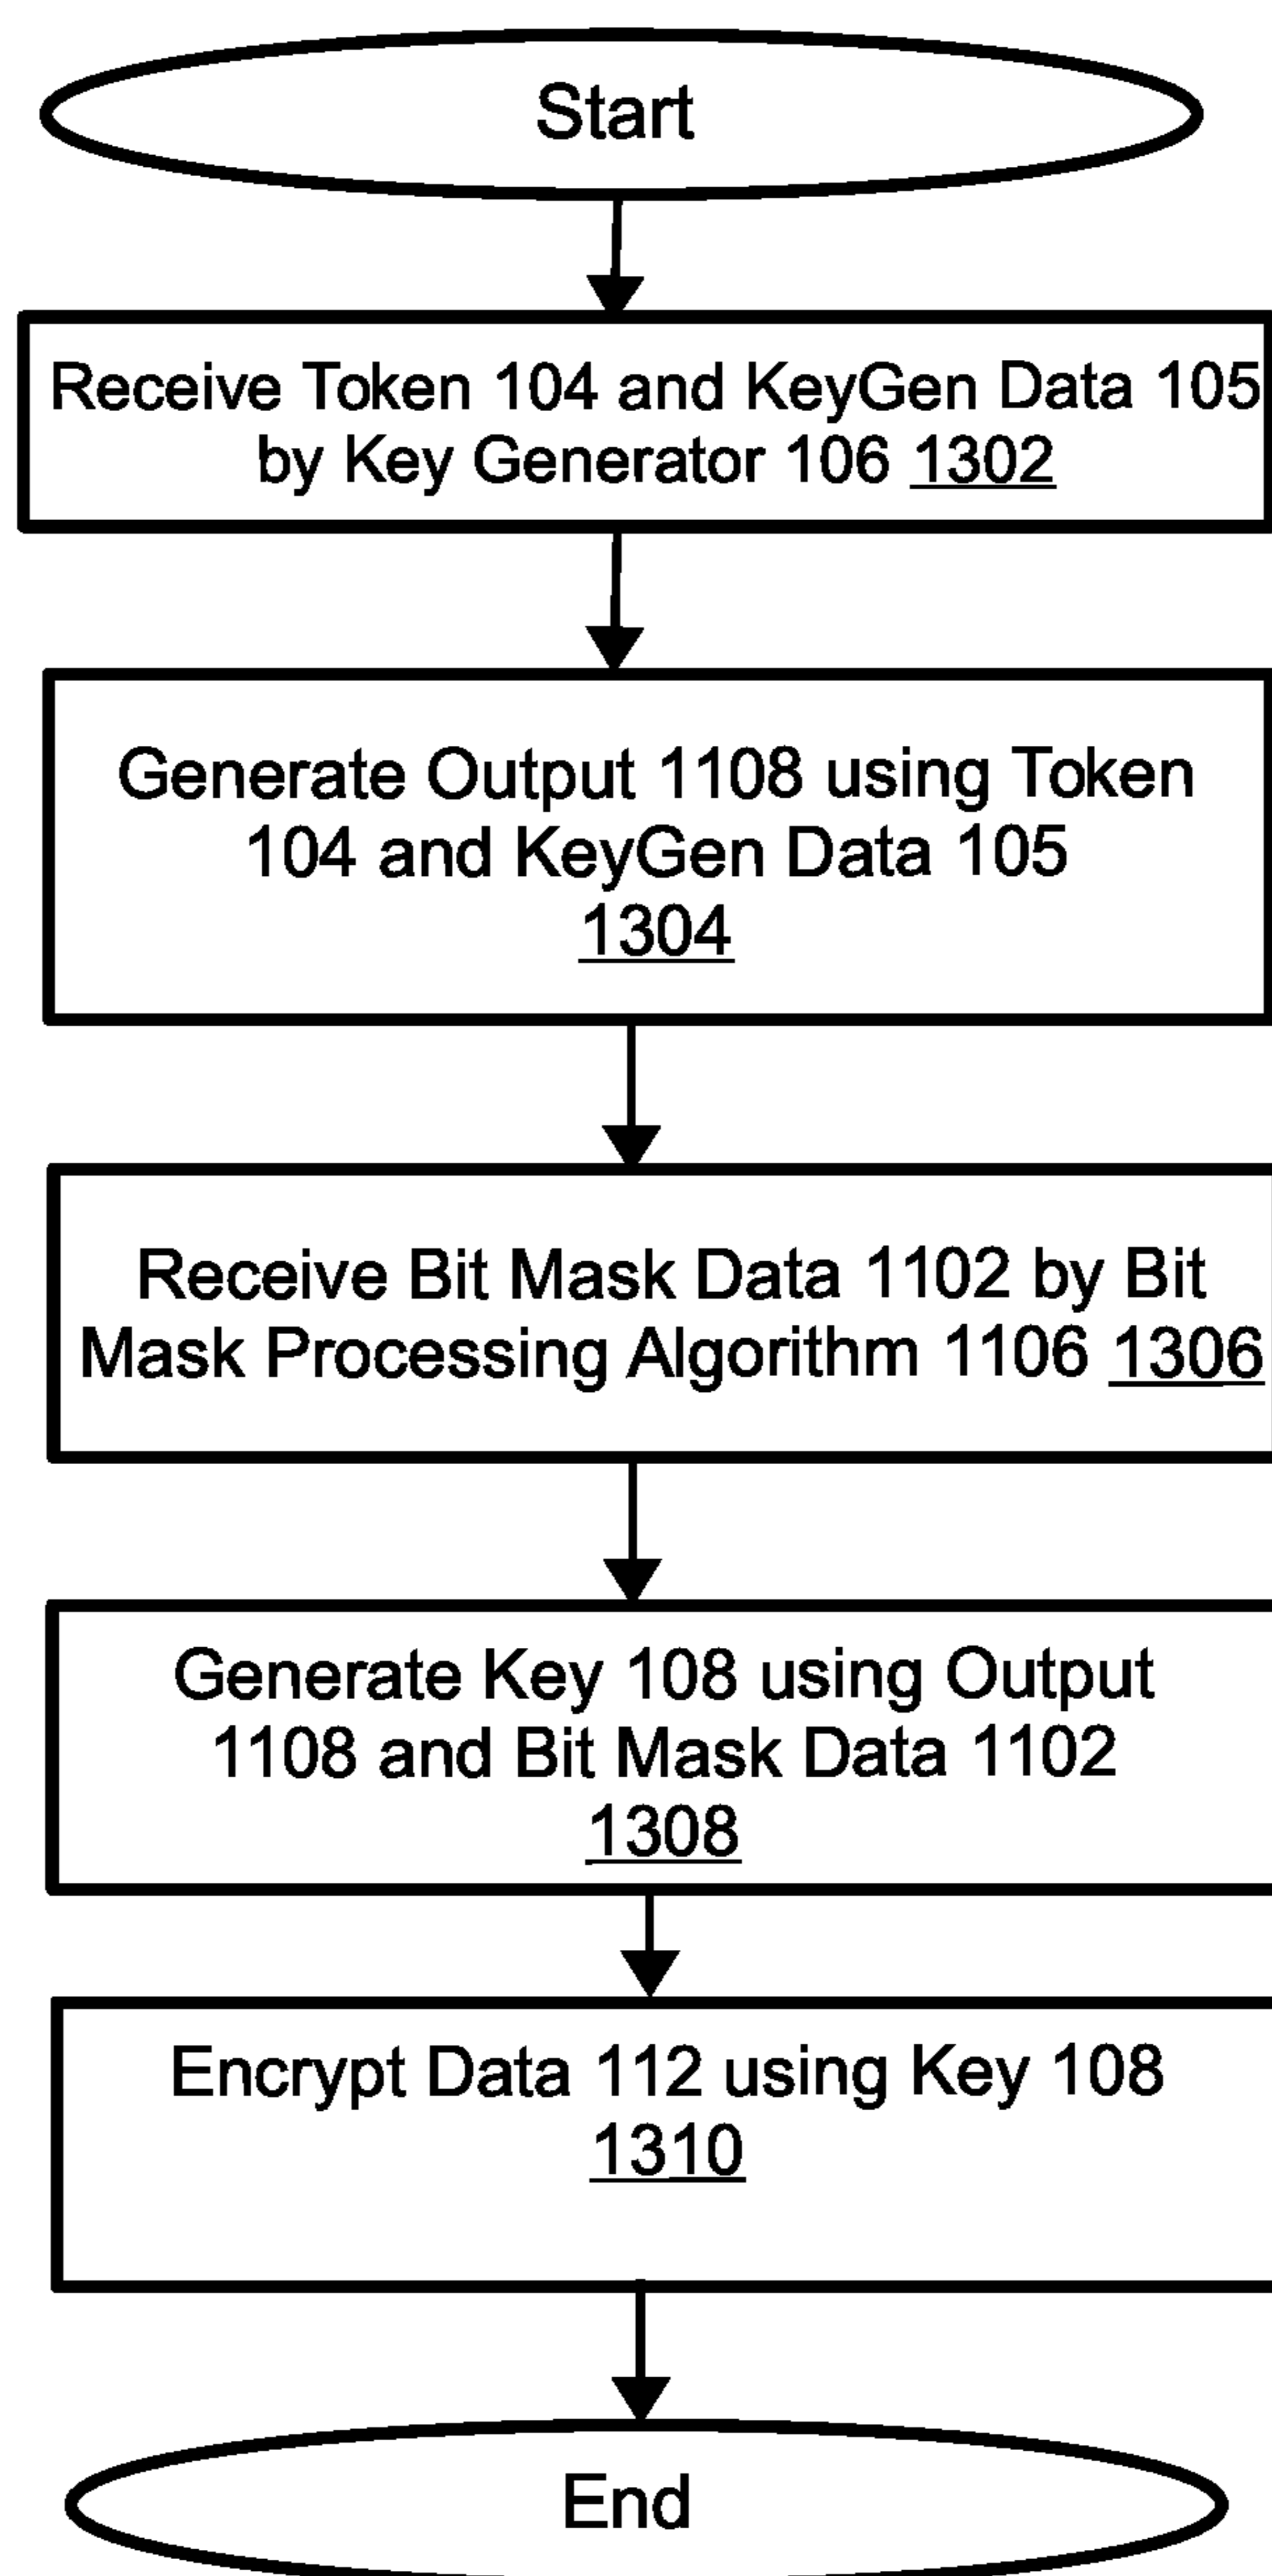 Start
Receive Token 104 and KeyGen Data 105
by Key Generator 106 1302
Generate Output 1108 using Token
104 and KeyGen Data 105
1304
Receive Bit Mask Data 1102 by Bit
Mask Processing Algorithm 1106 1306
Generate Key 108 using Output
1108 and Bit Mask Data 1102
1308
Encrypt Data 112 using Key 108
1310
End